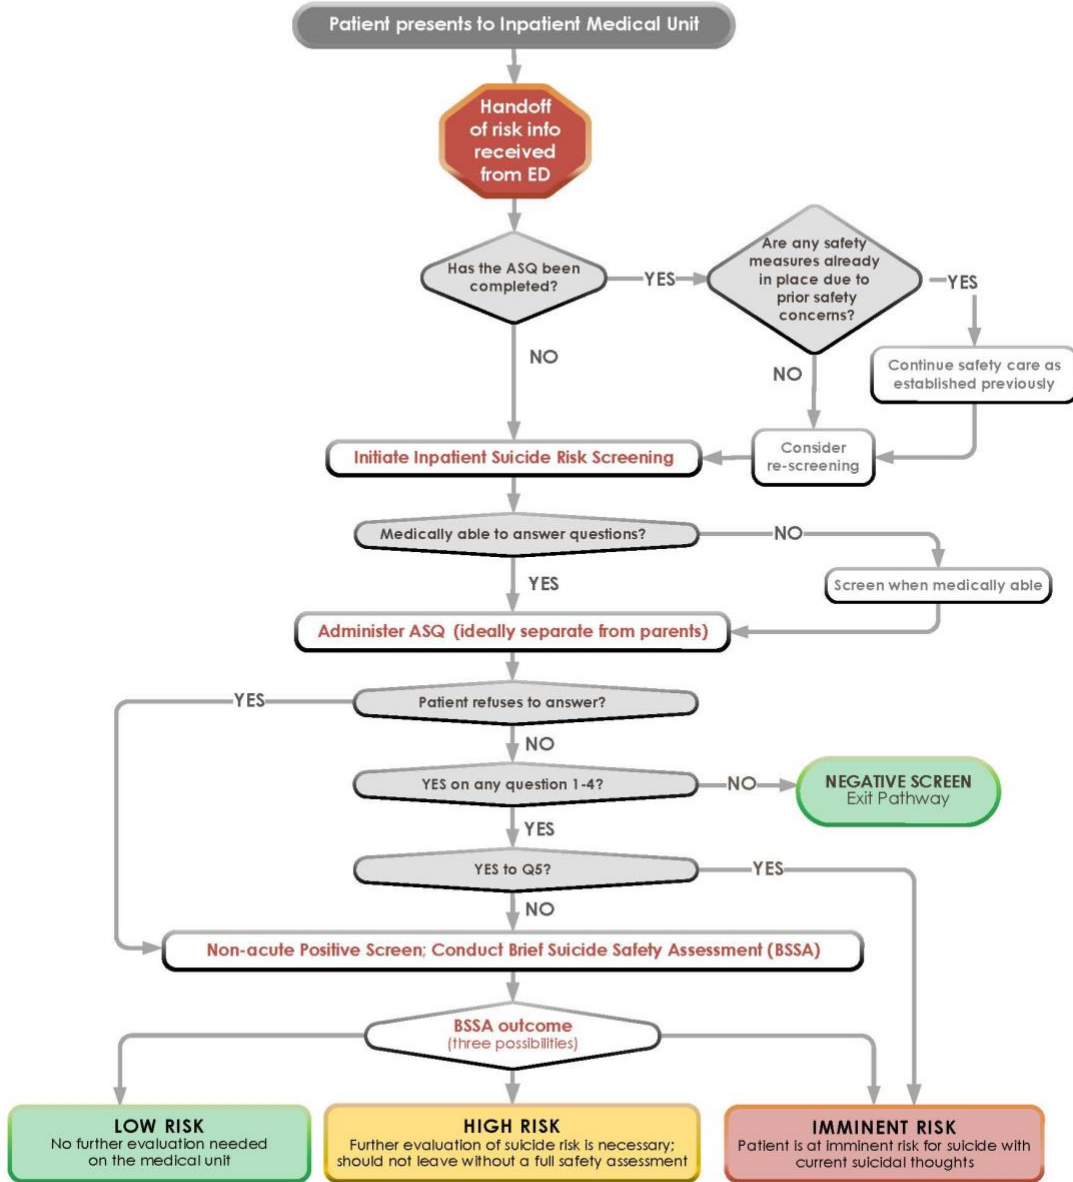 Patient presents to Inpatient Medical Unit
Handoff
of risk info
received
from ED
Has the ASQ been
completed?
YES
Are any safety
measures already
in place due to
prior safety
concerns?
YES
NO
NO
Continue safety care as
established previously
Initiate Inpatient Suicide Risk Screening
Consider
re-screening
Medically able to answer questions?
NO
YES
Screen when medically able
Administer ASQ (ideally separate from parents)
YES
Patient refuses to answer?
NO
YES on any question 1-4?
NO
NEGATIVE SCREEN
Exit Pathway
YES
YES to Q5?
YES
NO
Non-acute Positive Screen; Conduct Brief Suicide Safety Assessment (BSSA)
BSSA outcome
(three possibilities)
LOW RISK
No further evaluation needed
on the medical unit
HIGH RISK
Further evaluation of suicide risk is necessary;
should not leave without a full safety assessment
IMMINENT RISK
Patient is at imminent risk for suicide with
current suicidal thoughts